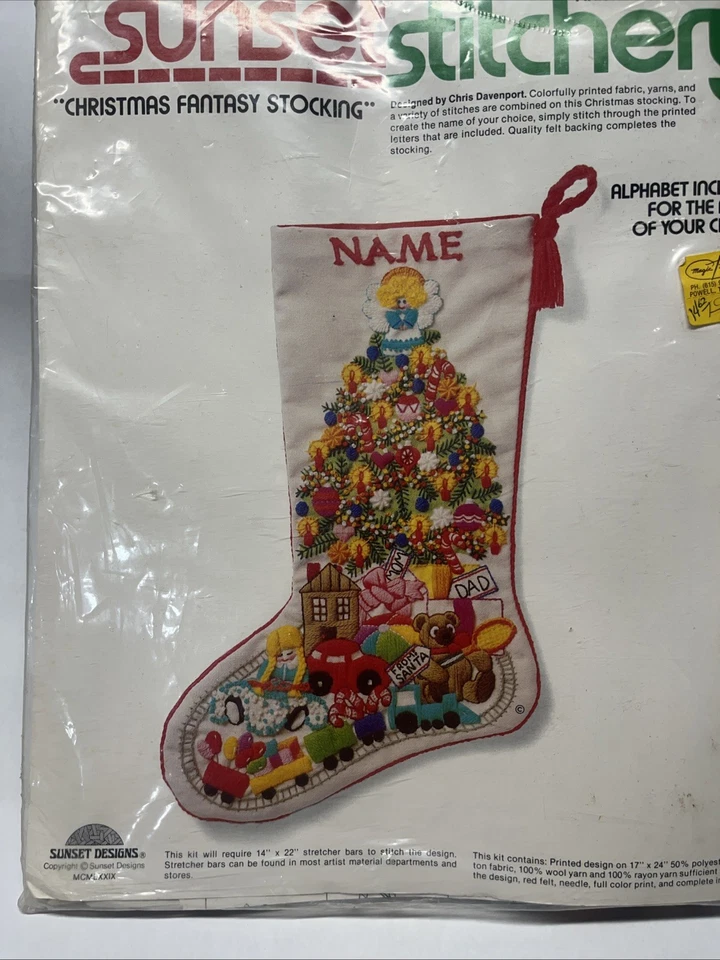 sunset stitchery
"CHRISTMAS FANTASY STOCKING"
Designed by Chris Davenport. Colorfully printed fabric, yarns, and
a variety of stitches are combined on this Christmas stocking. To
create the name of your choice, simply stitch through the printed
letters that are included. Quality felt backing completes the
stocking.
ALPHABET INC
FOR THE
OF YOUR C
Magic
PH. (615)
POWELL,
NAME
MOM
DAD
FROM
SANTA
©
SUNSET DESIGNS®
Copyright © Sunset Designs
MCMLXXIX
This kit will require 14" x 22" stretcher bars to stitch the design.
Stretcher bars can be found in most artist material departments and
stores.
This kit contains: Printed design on 17" x 24" 50% polyest
ton fabric, 100% wool yarn and 100% rayon yarn sufficient
the design, red felt, needle, full color print, and complete in